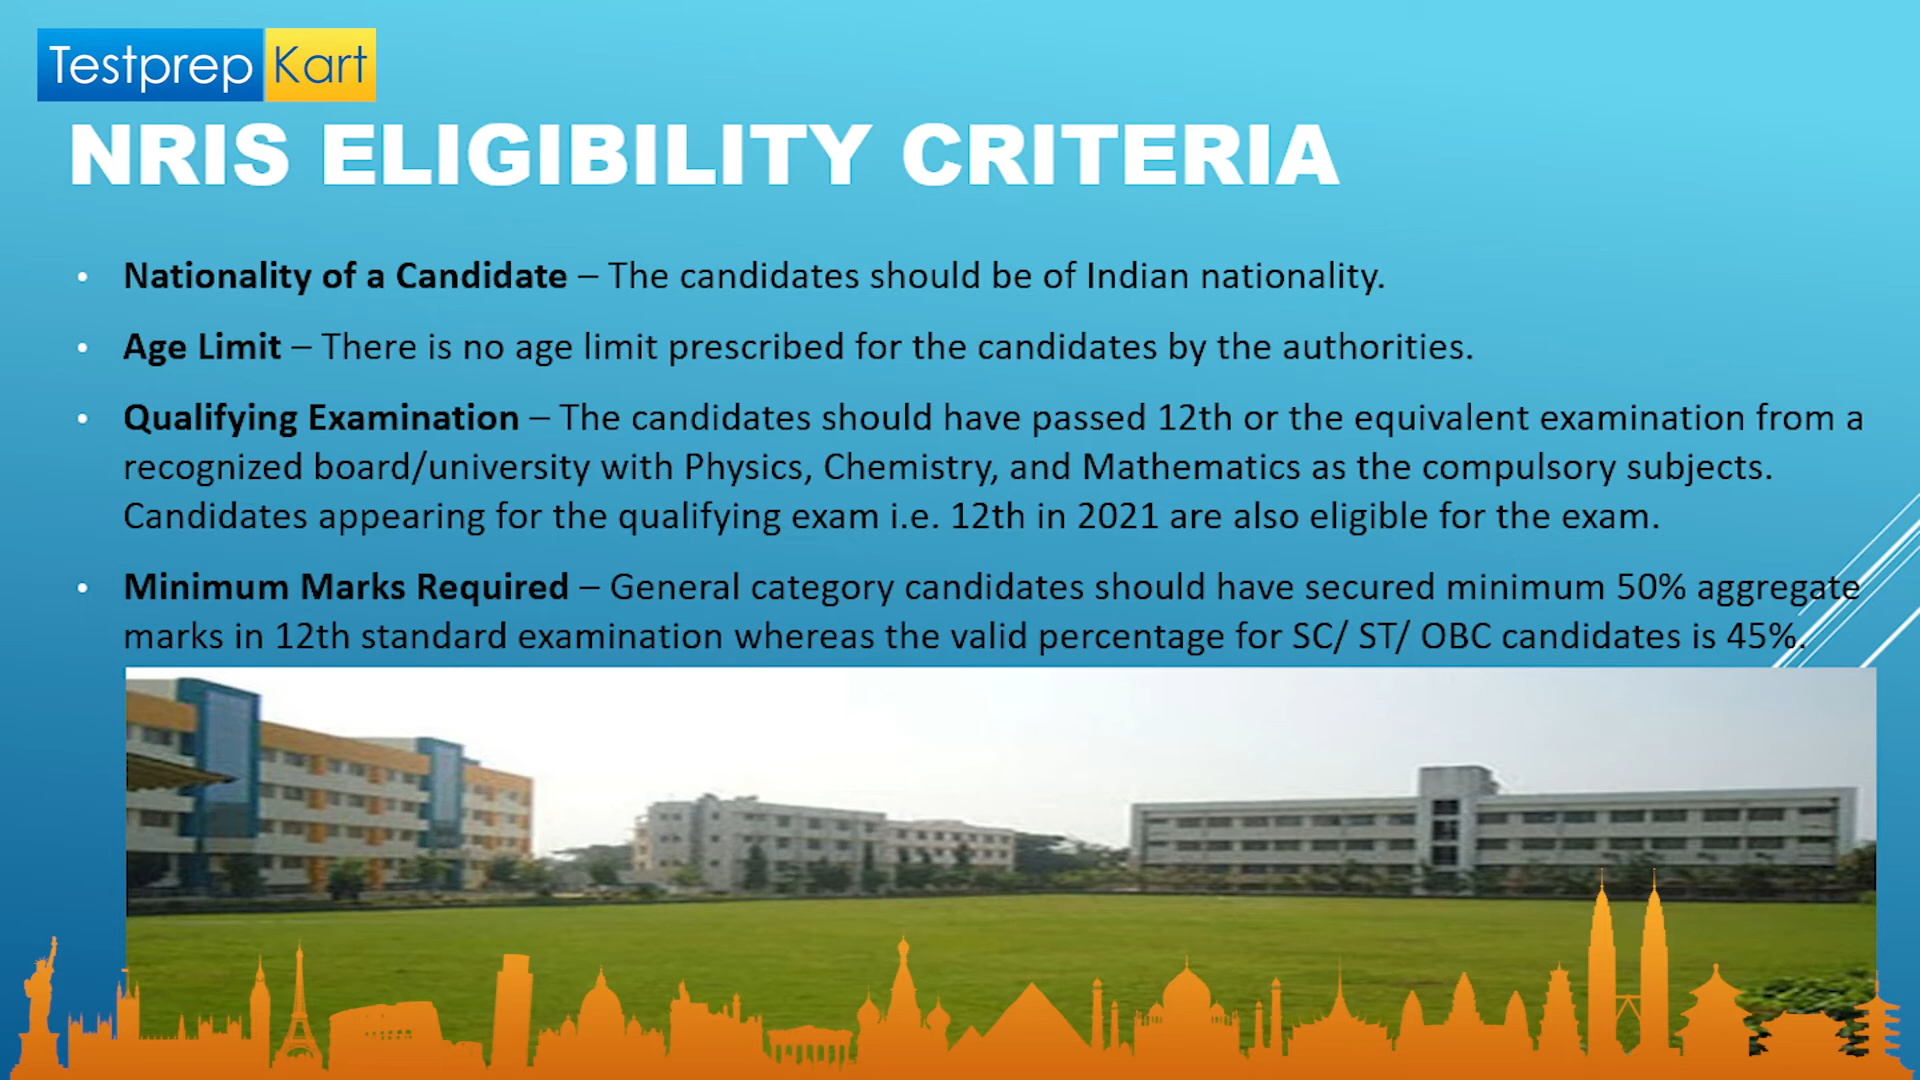 Testprep Kart
NRIS ELIGIBILITY CRITERIA
• Nationality of a Candidate – The candidates should be of Indian nationality.
• Age Limit – There is no age limit prescribed for the candidates by the authorities.
• Qualifying Examination – The candidates should have passed 12th or the equivalent examination from a
recognized board/university with Physics, Chemistry, and Mathematics as the compulsory subjects.
Candidates appearing for the qualifying exam i.e. 12th in 2021 are also eligible for the exam.
• Minimum Marks Required – General category candidates should have secured minimum 50% aggregate
marks in 12th standard examination whereas the valid percentage for SC/ ST/ OBC candidates is 45%.